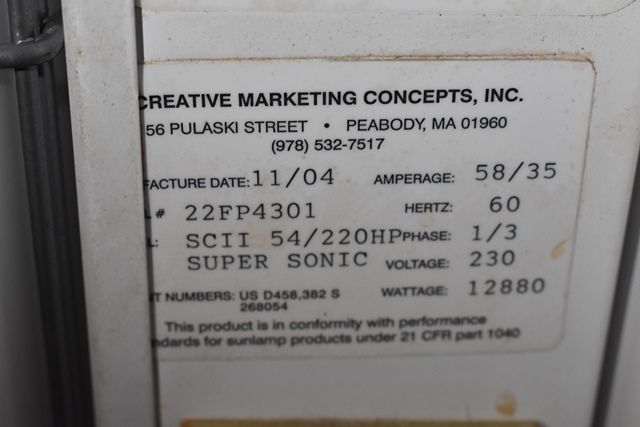 CREATIVE MARKETING CONCEPTS, INC.
56 PULASKI STREET • PEABODY, MA 01960
(978) 532-7517
FACTURE DATE: 11/04 AMPERAGE: 58/35
# 22FP4301 HERTZ: 60
L: SCII 54/220HP PHASE: 1/3
SUPER SONIC VOLTAGE: 230
T NUMBERS: US D458,382 S WATTAGE: 12880
268054
This product is in conformity with performance
ndards for sunlamp products under 21 CFR part 1040